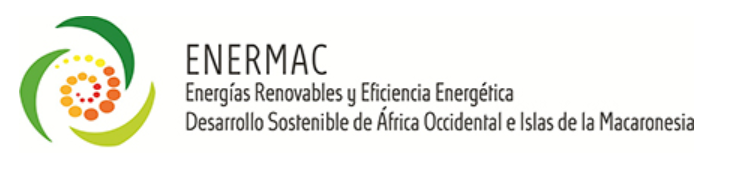 ENERMAC
Energías Renovables y Eficiencia Energética
Desarrollo Sostenible de África Occidental e Islas de la Macaronesia